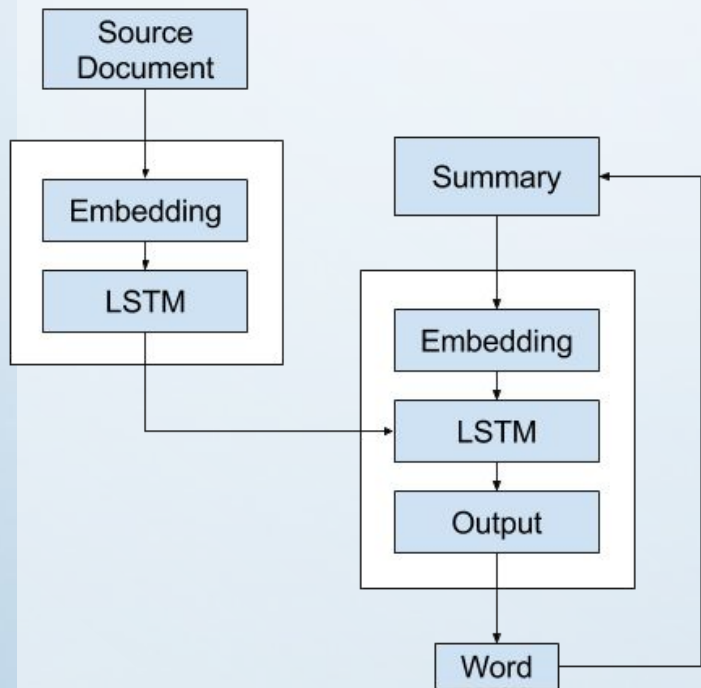 Source
Document
Embedding
LSTM
Summary
Embedding
LSTM
Output
Word